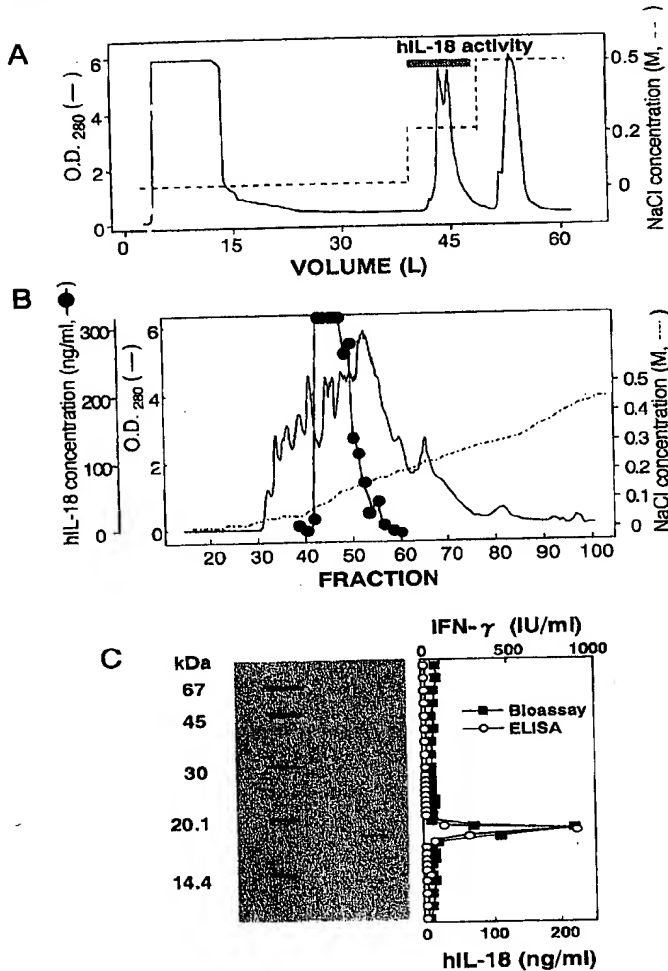 A
hIL-18 activity
O.D. 280 (—)
6
4
2
0
0.5
0.2
0
NaCl concentration (M, ---)
0
15
30
45
60
VOLUME (L)
B
hIL-18 concentration (ng/ml, ●)
300
200
100
0
O.D. 280 (—)
6
4
2
0
0.5
0.4
0.3
0.2
0.1
0
NaCl concentration (M, ---)
20
30
40
50
60
70
80
90
100
FRACTION
C
kDa
67
45
30
20.1
14.4
IFN-γ (IU/ml)
0
500
1000
Bioassay
ELISA
0
100
200
hIL-18 (ng/ml)